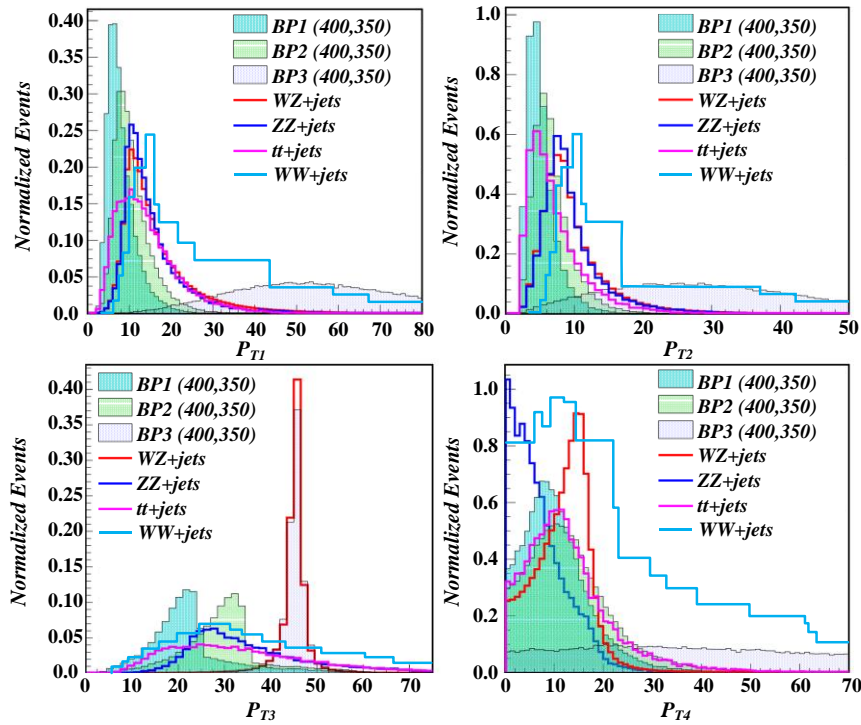 0.40
0.35
0.30
0.25
0.20
0.15
0.10
0.05
0.0
Normalized Events
BP1 (400,350)
BP2 (400,350)
BP3 (400,350)
WZ+jets
ZZ+jets
tt+jets
WW+jets
0 10 20 30 40 50 60 70 80
P_T1
1.0
0.8
0.6
0.4
0.2
0.0
Normalized Events
BP1 (400,350)
BP2 (400,350)
BP3 (400,350)
WZ+jets
ZZ+jets
tt+jets
WW+jets
0 10 20 30 40 50
P_T2
0.40
0.35
0.30
0.25
0.20
0.15
0.10
0.05
0.0
Normalized Events
BP1 (400,350)
BP2 (400,350)
BP3 (400,350)
WZ+jets
ZZ+jets
tt+jets
WW+jets
0 10 20 30 40 50 60 70
P_T3
1.0
0.8
0.6
0.4
0.2
0.0
Normalized Events
BP1 (400,350)
BP2 (400,350)
BP3 (400,350)
WZ+jets
ZZ+jets
tt+jets
WW+jets
0 10 20 30 40 50 60 70
P_T4